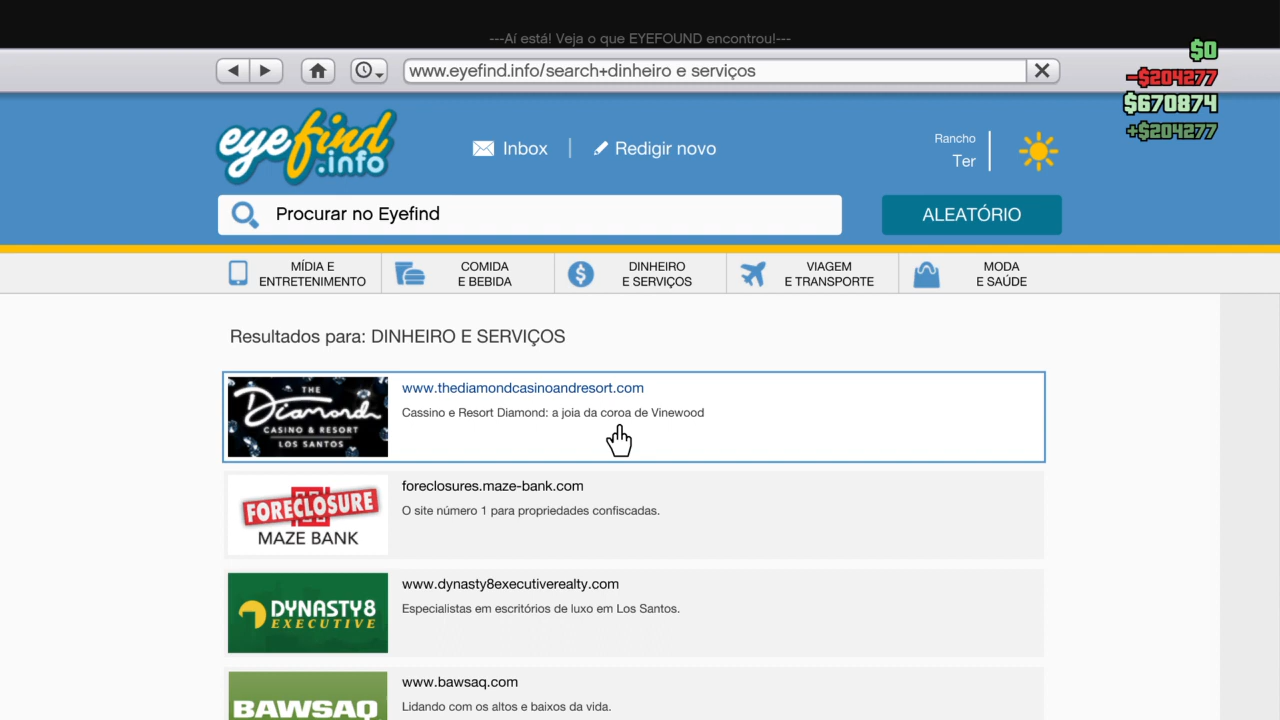 ---Aí está! Veja o que EYEFOUND encontrou!---
www.eyefind.info/search+dinheiro e serviços
$0
-$204277
$670874
+$204277
eyefind
.info
Inbox
Redigir novo
Rancho
Ter
Procurar no Eyefind
ALEATÓRIO
MÍDIA E
ENTRETENIMENTO
COMIDA
E BEBIDA
DINHEIRO
E SERVIÇOS
VIAGEM
E TRANSPORTE
MODA
E SAÚDE
Resultados para: DINHEIRO E SERVIÇOS
THE
Diamond
CASINO & RESORT
LOS SANTOS
www.thediamondcasinoandresort.com
Cassino e Resort Diamond: a joia da coroa de Vinewood
FORECLOSURE
MAZE BANK
foreclosures.maze-bank.com
O site número 1 para propriedades confiscadas.
DYNASTY8
EXECUTIVE
www.dynasty8executiverealty.com
Especialistas em escritórios de luxo em Los Santos.
BAWSAQ
www.bawsaq.com
Lidando com os altos e baixos da vida.